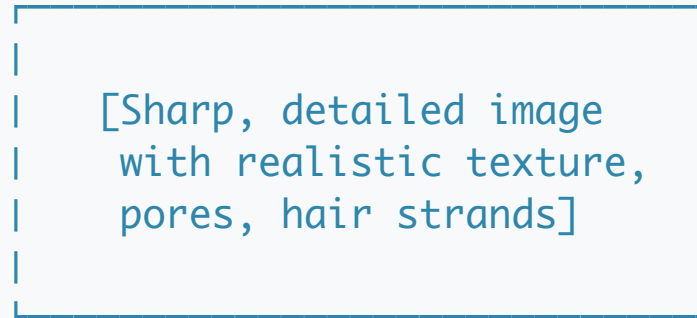 [Sharp, detailed image
with realistic texture,
pores, hair strands]